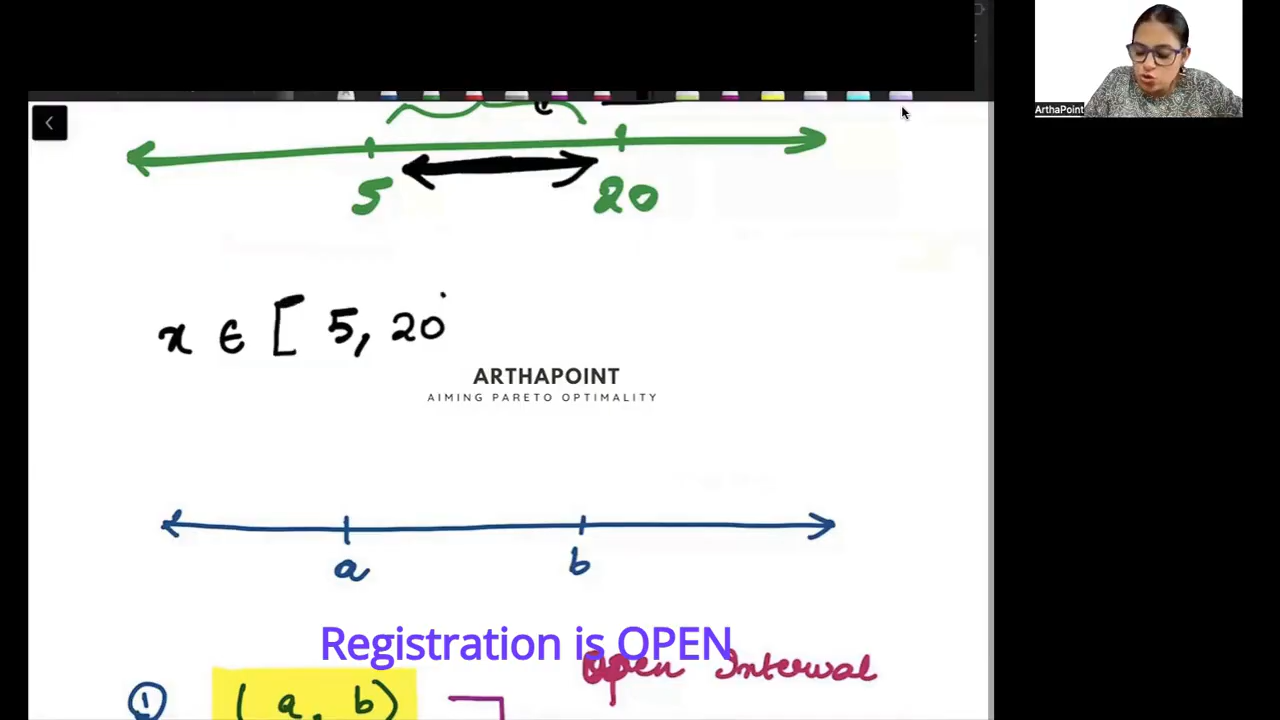 ArthaPoint
5 20
x ∈ [ 5, 20
ARTHAPOINT
AIMING PARETO OPTIMALITY
a b
Registration is OPEN
Open Interval
① (a, b)